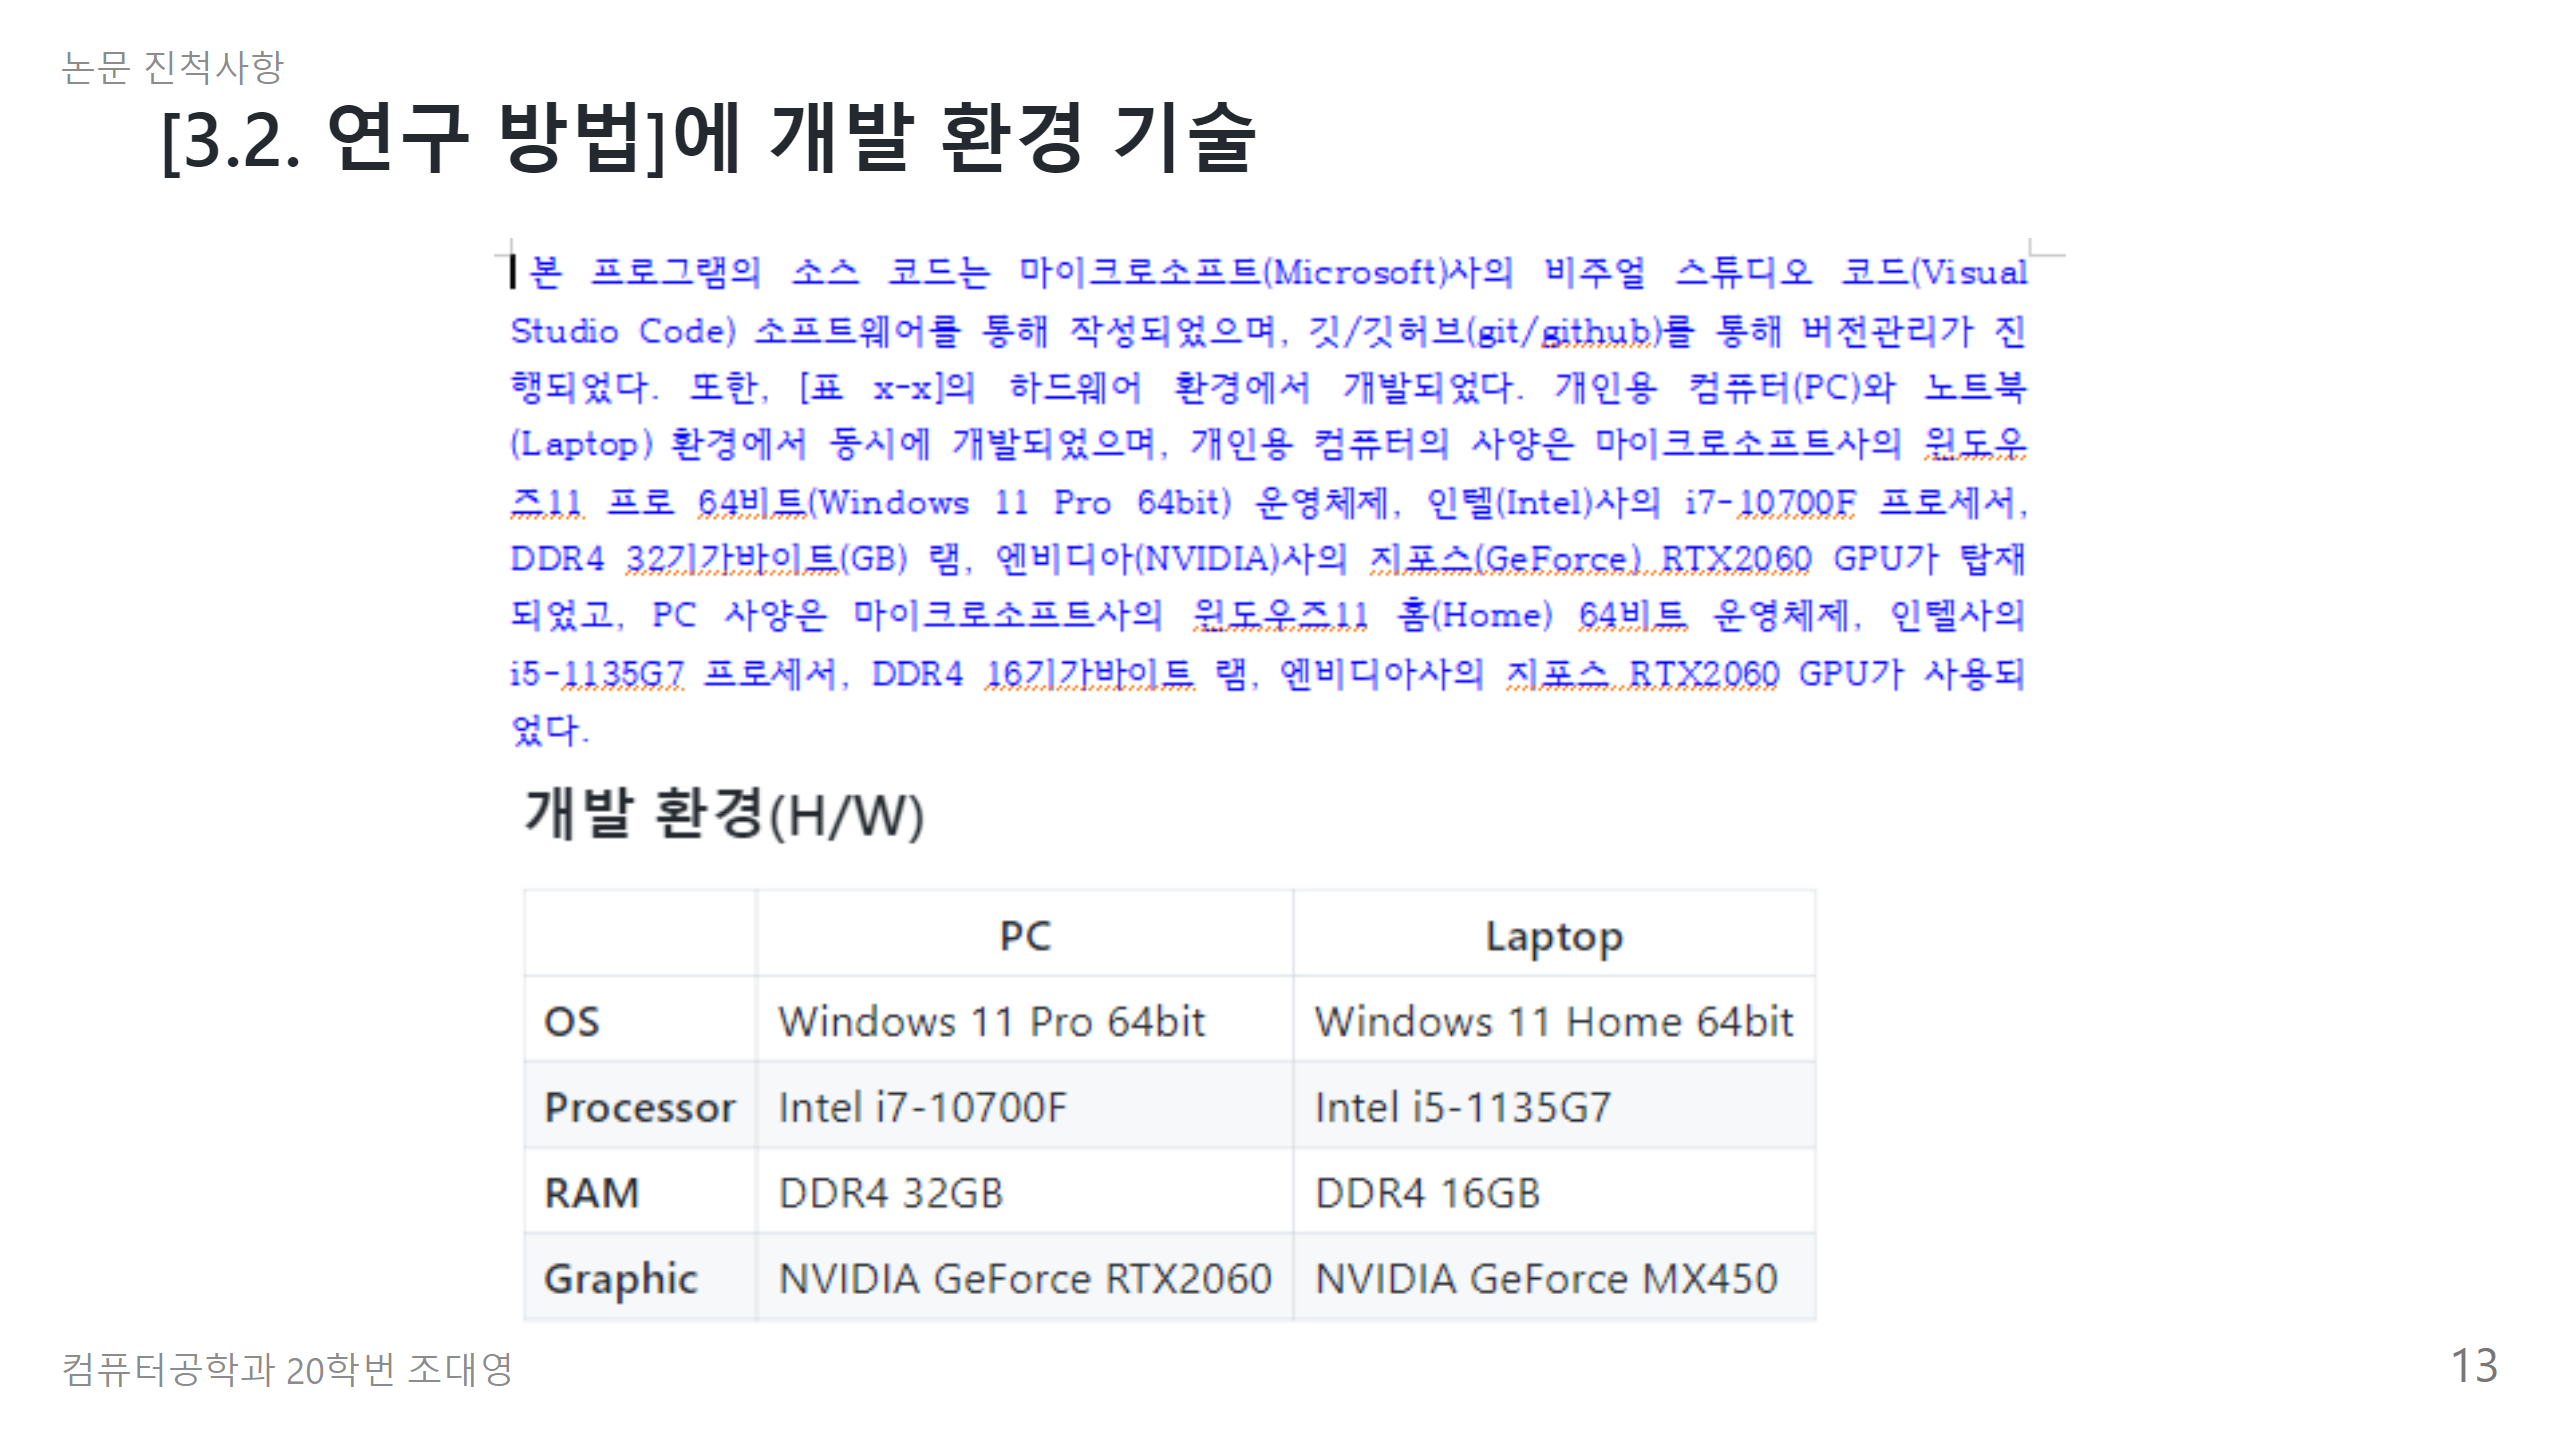 논문 진척사항
[3.2. 연구 방법]에 개발 환경 기술
본 프로그램의 소스 코드는 마이크로소프트(Microsoft)사의 비주얼 스튜디오 코드(Visual
Studio Code) 소프트웨어를 통해 작성되었으며, 깃/깃허브(git/github)를 통해 버전관리가 진
행되었다. 또한, [표 x-x]의 하드웨어 환경에서 개발되었다. 개인용 컴퓨터(PC)와 노트북
(Laptop) 환경에서 동시에 개발되었으며, 개인용 컴퓨터의 사양은 마이크로소프트사의 윈도우
즈11 프로 64비트(Windows 11 Pro 64bit) 운영체제, 인텔(Intel)사의 i7-10700F 프로세서,
DDR4 32기가바이트(GB) 램, 엔비디아(NVIDIA)사의 지포스(GeForce) RTX2060 GPU가 탑재
되었고, PC 사양은 마이크로소프트사의 윈도우즈11 홈(Home) 64비트 운영체제, 인텔사의
i5-1135G7 프로세서, DDR4 16기가바이트 램, 엔비디아사의 지포스 RTX2060 GPU가 사용되
었다.
개발 환경(H/W)
PC Laptop
OS Windows 11 Pro 64bit Windows 11 Home 64bit
Processor Intel i7-10700F Intel i5-1135G7
RAM DDR4 32GB DDR4 16GB
Graphic NVIDIA GeForce RTX2060 NVIDIA GeForce MX450
컴퓨터공학과 20학번 조대영
13